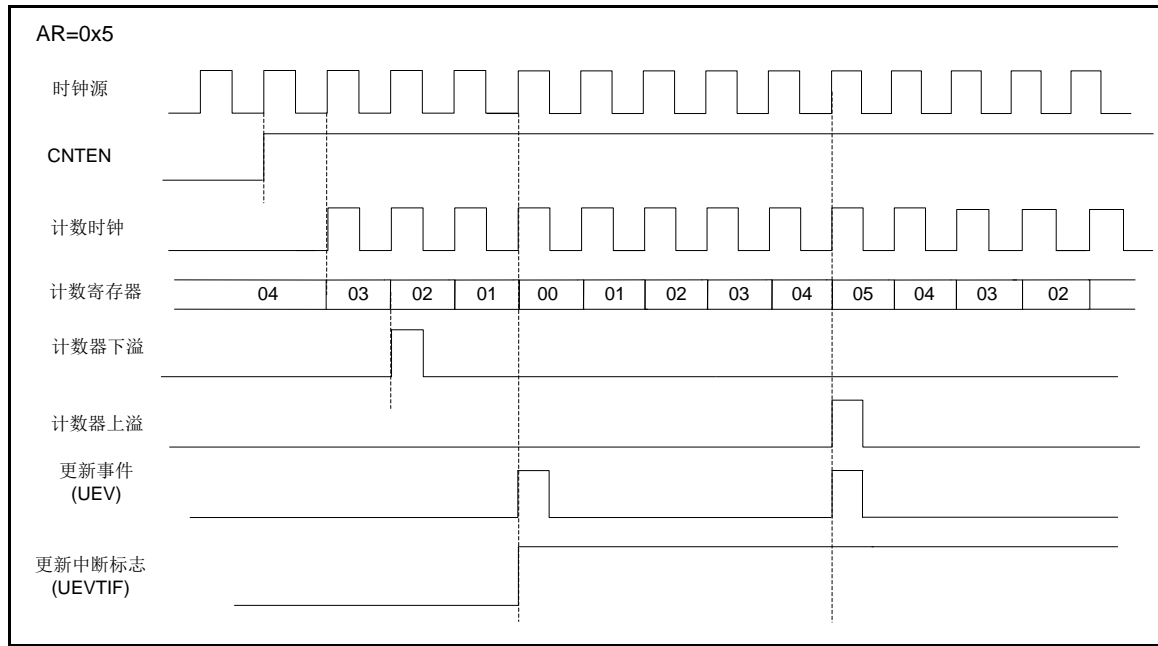 AR=0x5
时钟源
CNTEN
计数时钟
计数寄存器 04 03 02 01 00 01 02 03 04 05 04 03 02
计数器下溢
计数器上溢
更新事件
(UEV)
更新中断标志
(UEVTIF)